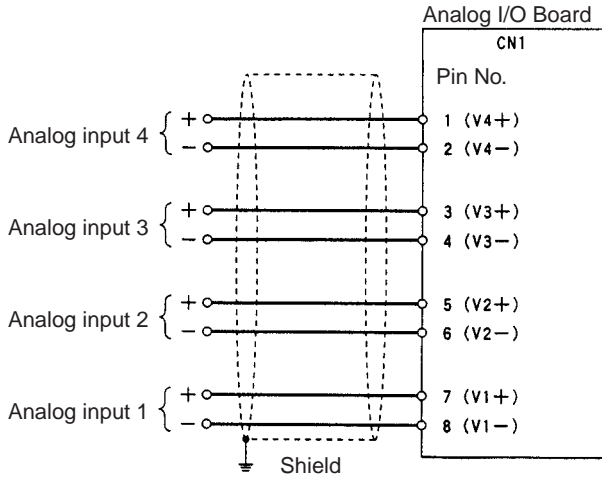 Analog I/O Board
CN1
Pin No.
Analog input 4
+
1 (V4+)
−
2 (V4−)
Analog input 3
+
3 (V3+)
−
4 (V3−)
Analog input 2
+
5 (V2+)
−
6 (V2−)
Analog input 1
+
7 (V1+)
−
8 (V1−)
Shield